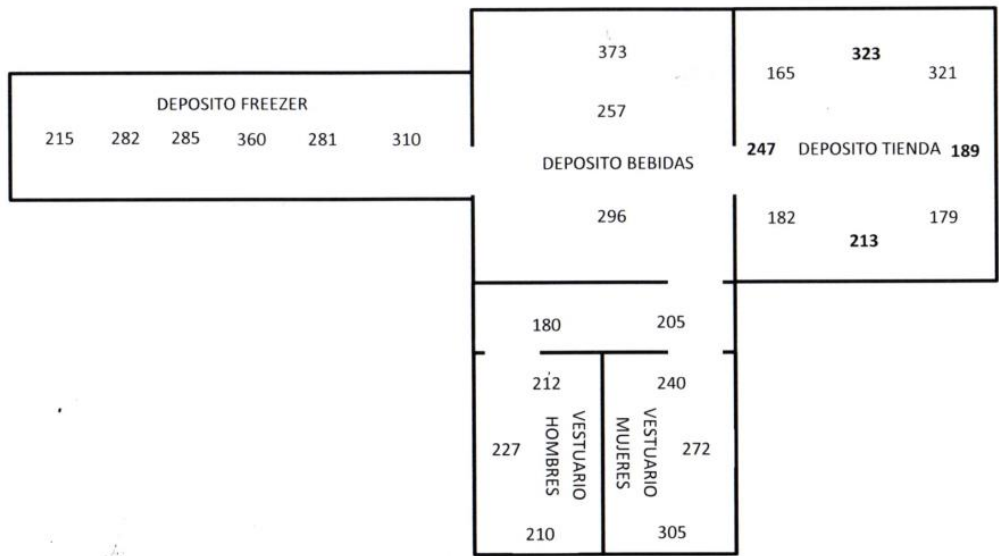 373
323
165
321
DEPOSITO FREEZER
257
215 282 285 360 281 310
247 DEPOSITO TIENDA 189
DEPOSITO BEBIDAS
296
182
179
213
180
205
212
240
VESTUARIO
HOMBRES
VESTUARIO
MUJERES
227
272
210
305